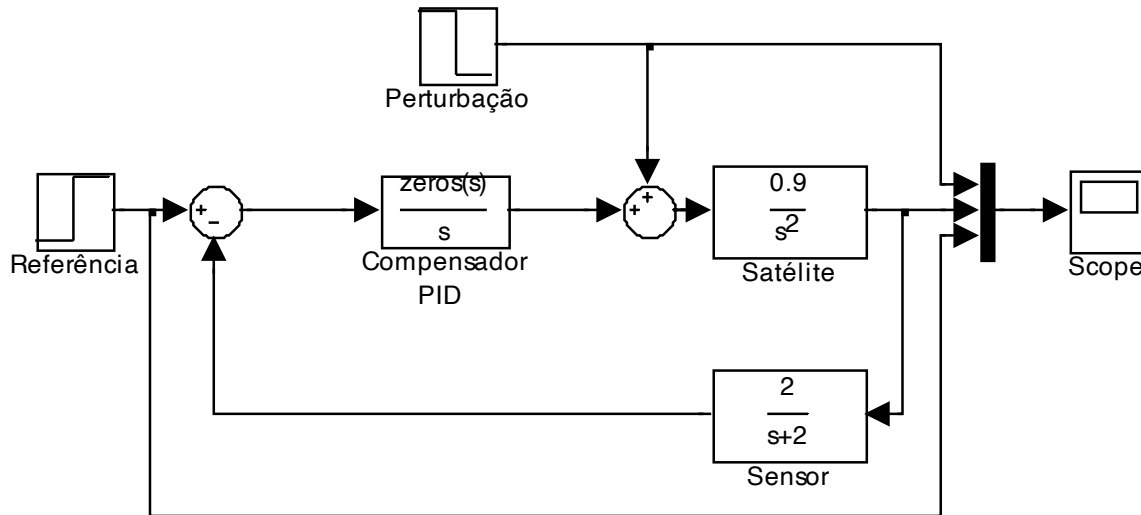 Perturbação
Referência
+
−
zeros(s)
s
Compensador
PID
+
+
0.9
s2
Satélite
Scope
2
s+2
Sensor